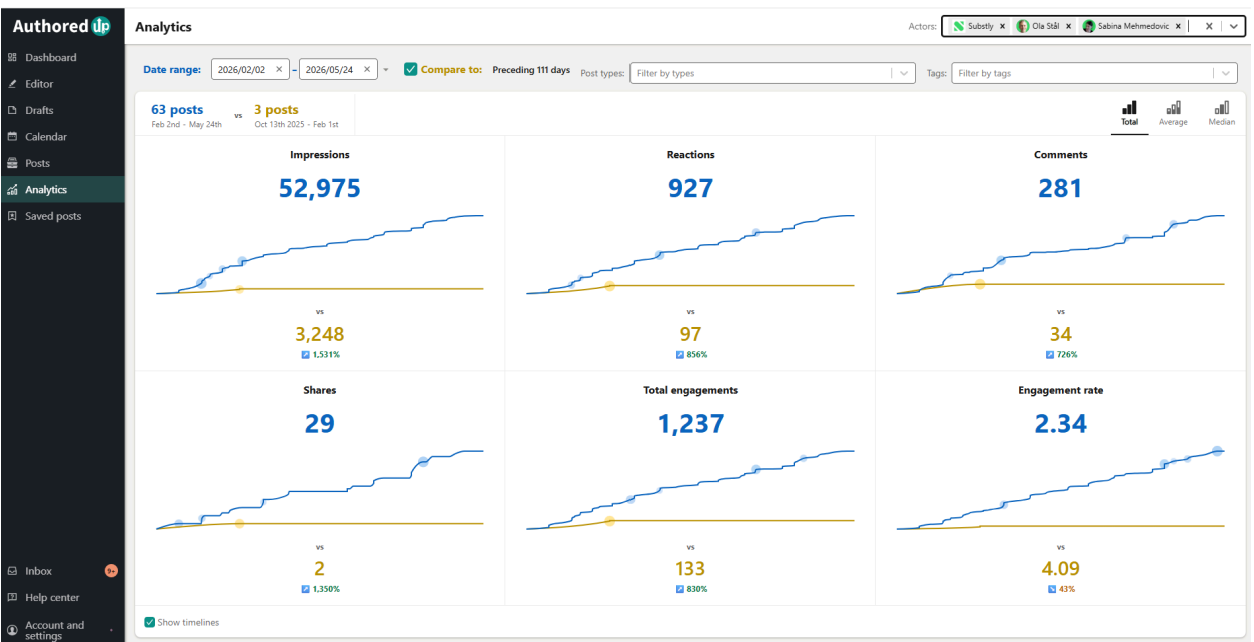 Authored up
Analytics
Actors:
Substly ×
Ola Stål ×
Sabina Mehmedovic ×
Dashboard
Editor
Drafts
Calendar
Posts
Analytics
Saved posts
Inbox
9+
Help center
Account and settings
Date range: 2026/02/02 × - 2026/05/24 ×
Compare to: Preceding 111 days
Post types: Filter by types
Tags: Filter by tags
63 posts vs 3 posts
Feb 2nd - May 24th Oct 13th 2025 - Feb 1st
Total Average Median
Impressions
52,975
vs
3,248
1,531%
Reactions
927
vs
97
856%
Comments
281
vs
34
726%
Shares
29
vs
2
1,350%
Total engagements
1,237
vs
133
830%
Engagement rate
2.34
vs
4.09
43%
Show timelines